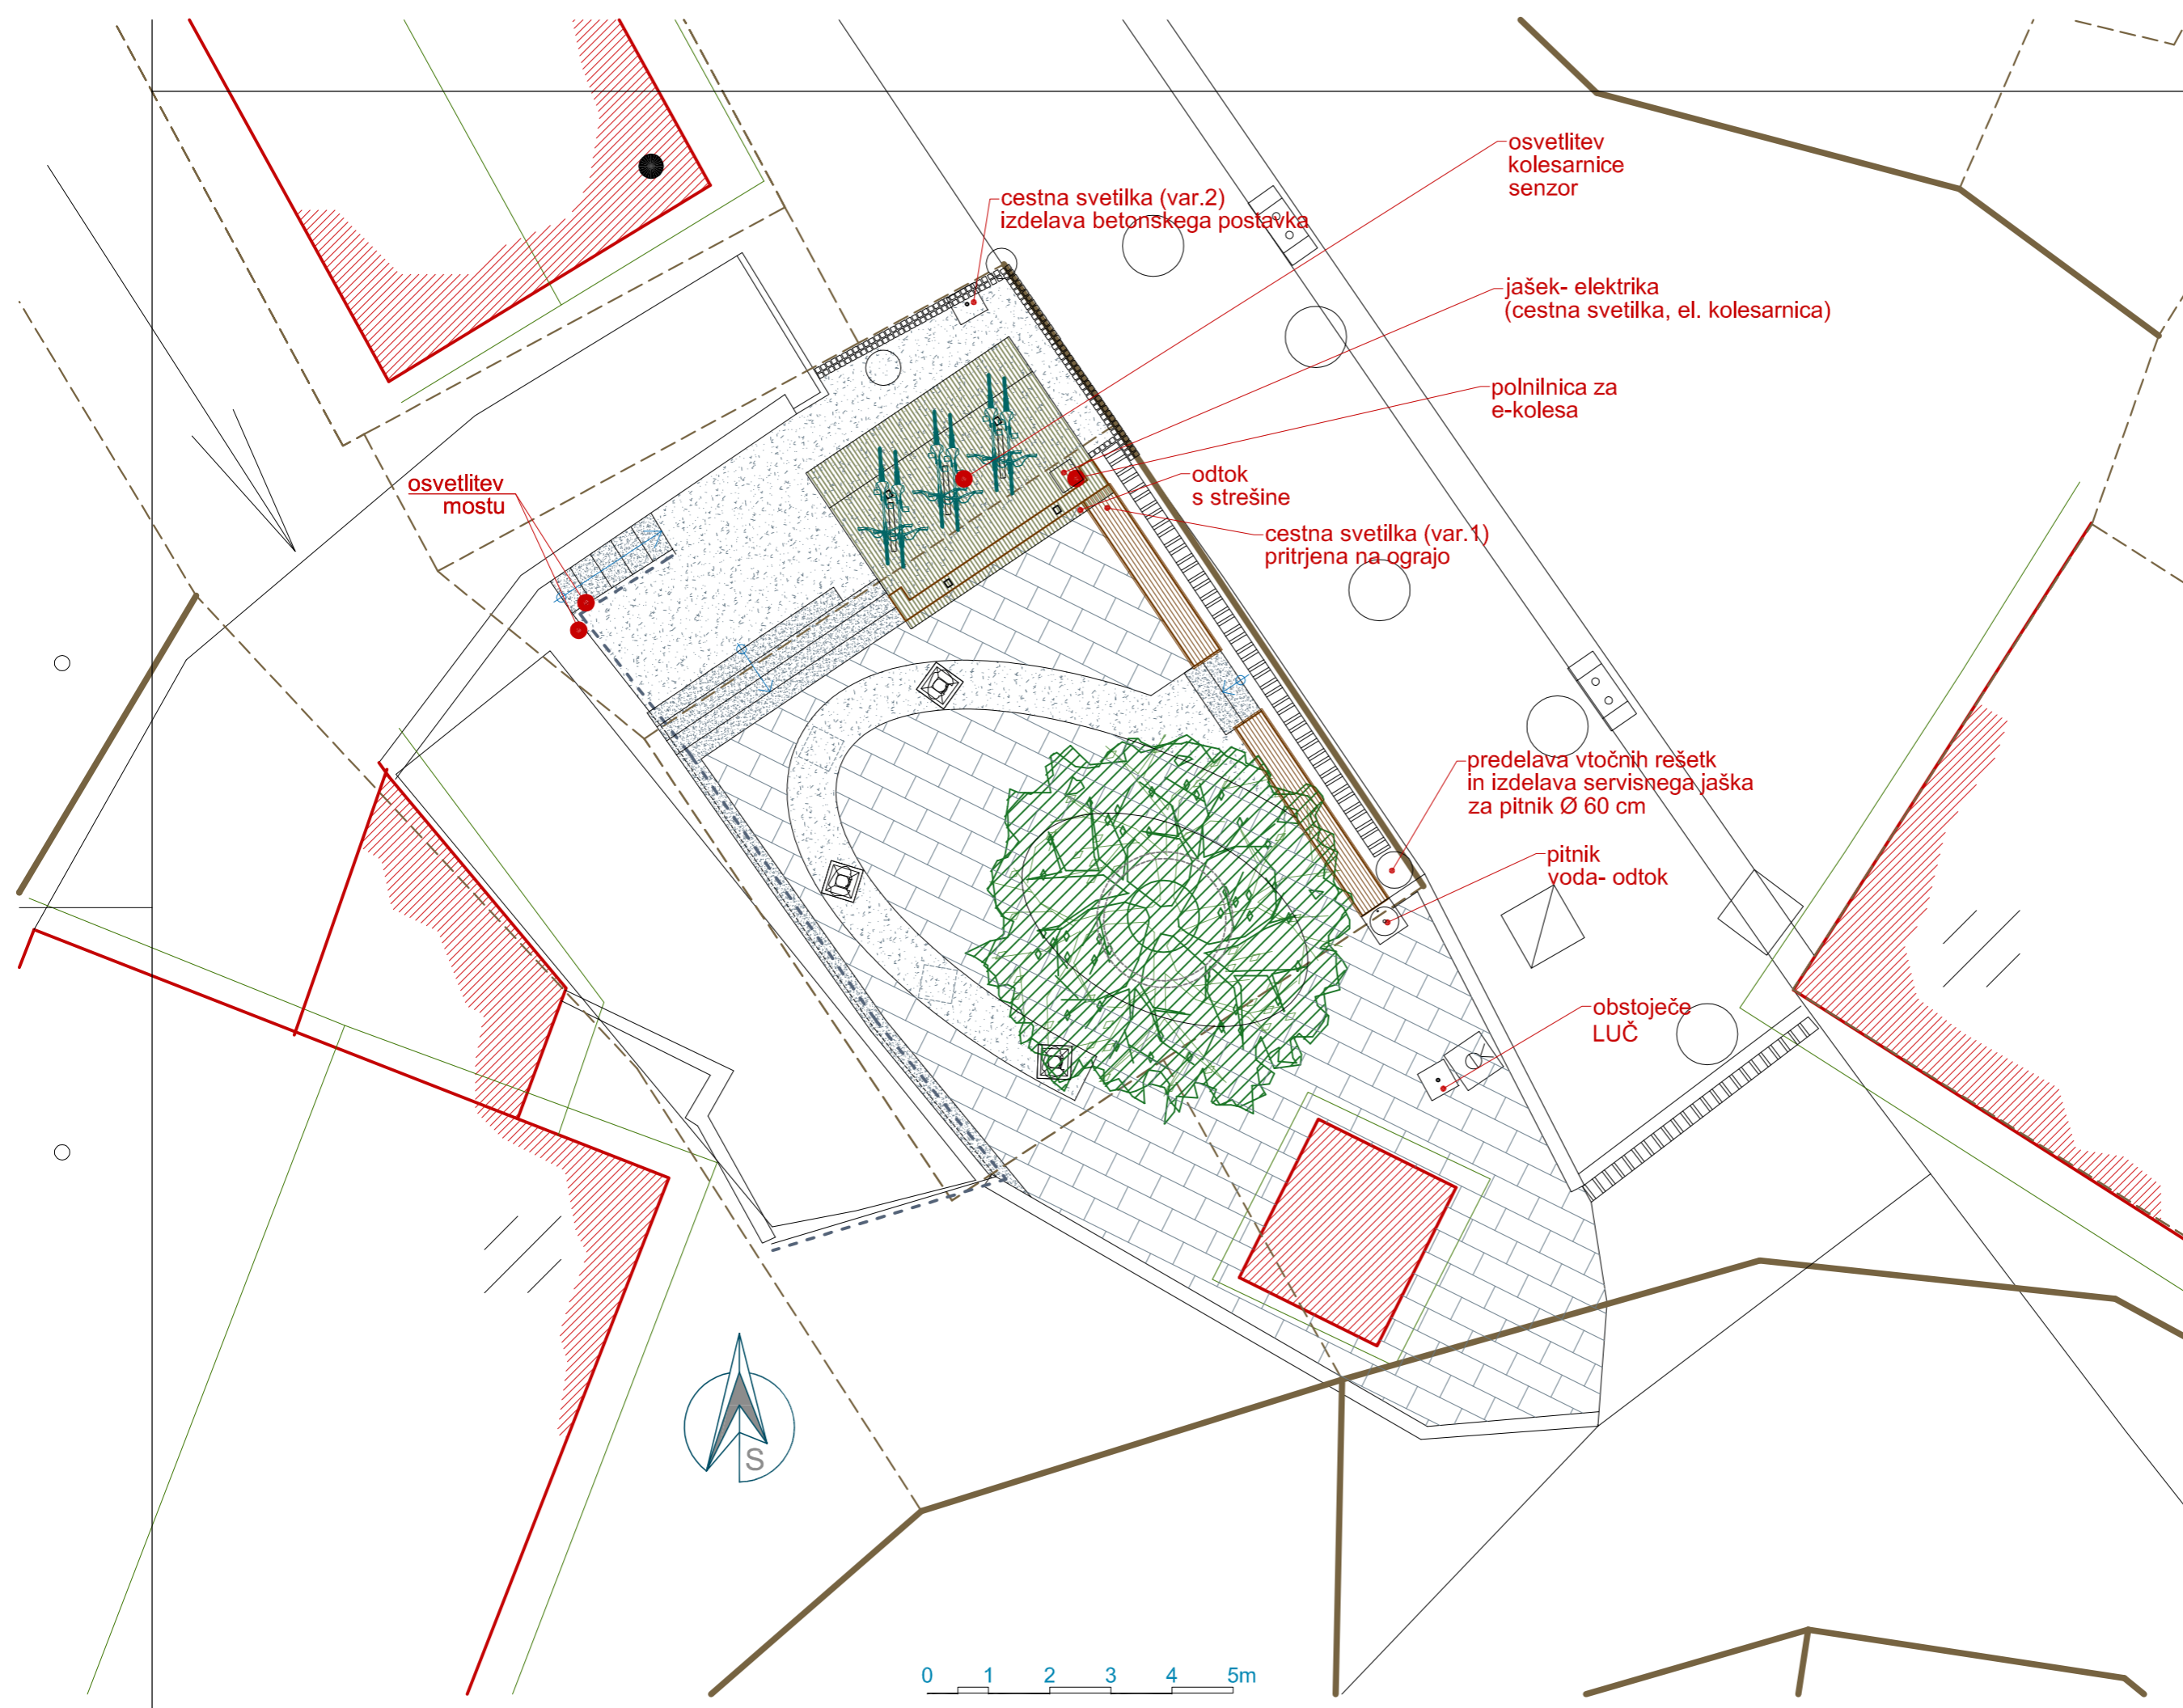 osvetlitev
kolesarnice
senzor
cestna svetilka (var.2)
izdelava betonskega postavka
jašek- elektrika
(cestna svetilka, el. kolesarnica)
polnilnica za
e-kolesa
odtok
s strešine
osvetlitev
mostu
cestna svetilka (var.1)
pritrjena na ograjo
predelava vtočnih rešetk
in izdelava servisnega jaška
za pitnik Ø 60 cm
pitnik
voda- odtok
obstoječe
LUČ
S
0 1 2 3 4 5m